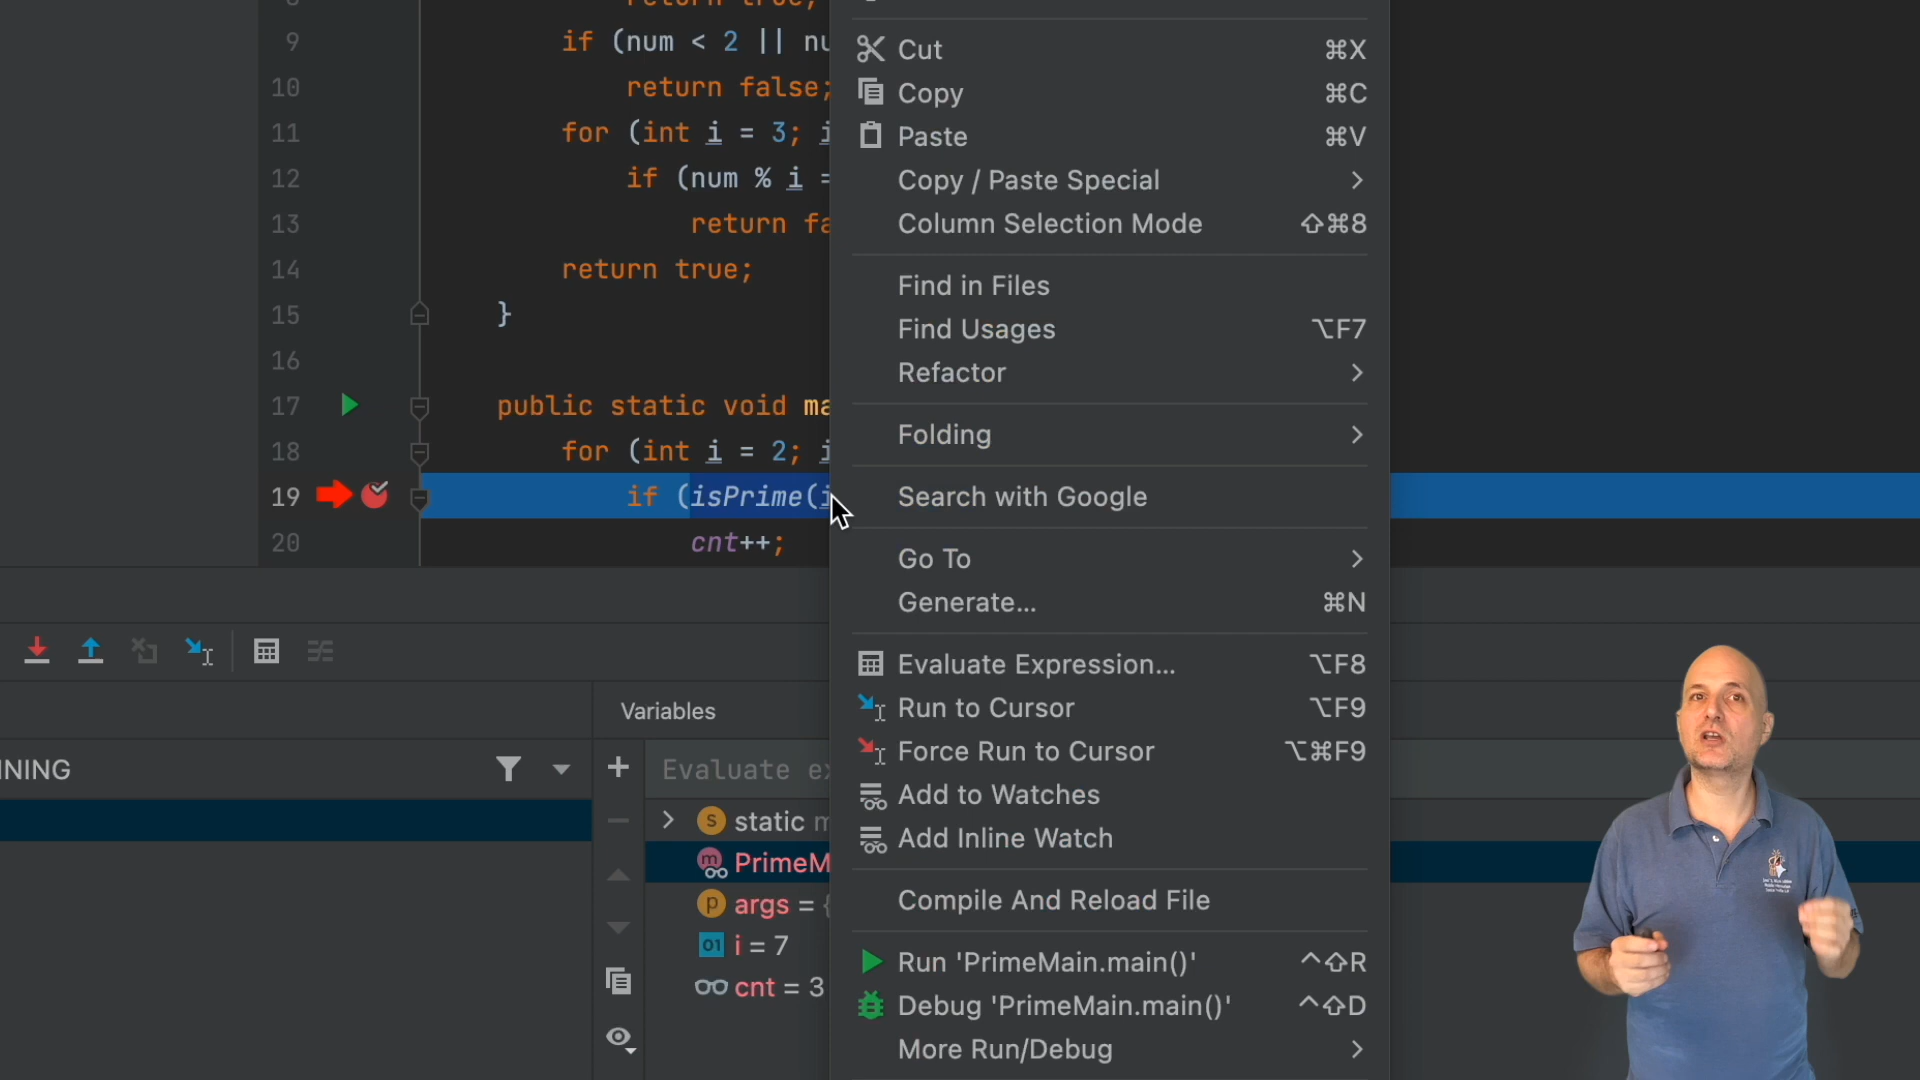 9 if (num < 2 || nu
10 return false;
11 for (int i = 3; i
12 if (num % i =
13 return fa
14 return true;
15 }
16
17 public static void ma
18 for (int i = 2; i
19 if (isPrime(i
20 cnt++;
Cut ⌘X
Copy ⌘C
Paste ⌘V
Copy / Paste Special
Column Selection Mode ⇧⌘8
Find in Files
Find Usages ⌥F7
Refactor
Folding
Search with Google
Go To
Generate... ⌘N
Evaluate Expression... ⌥F8
Run to Cursor ⌥F9
Force Run to Cursor ⌥⌘F9
Add to Watches
Add Inline Watch
Compile And Reload File
Run 'PrimeMain.main()' ^⇧R
Debug 'PrimeMain.main()' ^⇧D
More Run/Debug
Variables
NING
Evaluate ex
static m
PrimeM
args = {
i = 7
cnt = 3